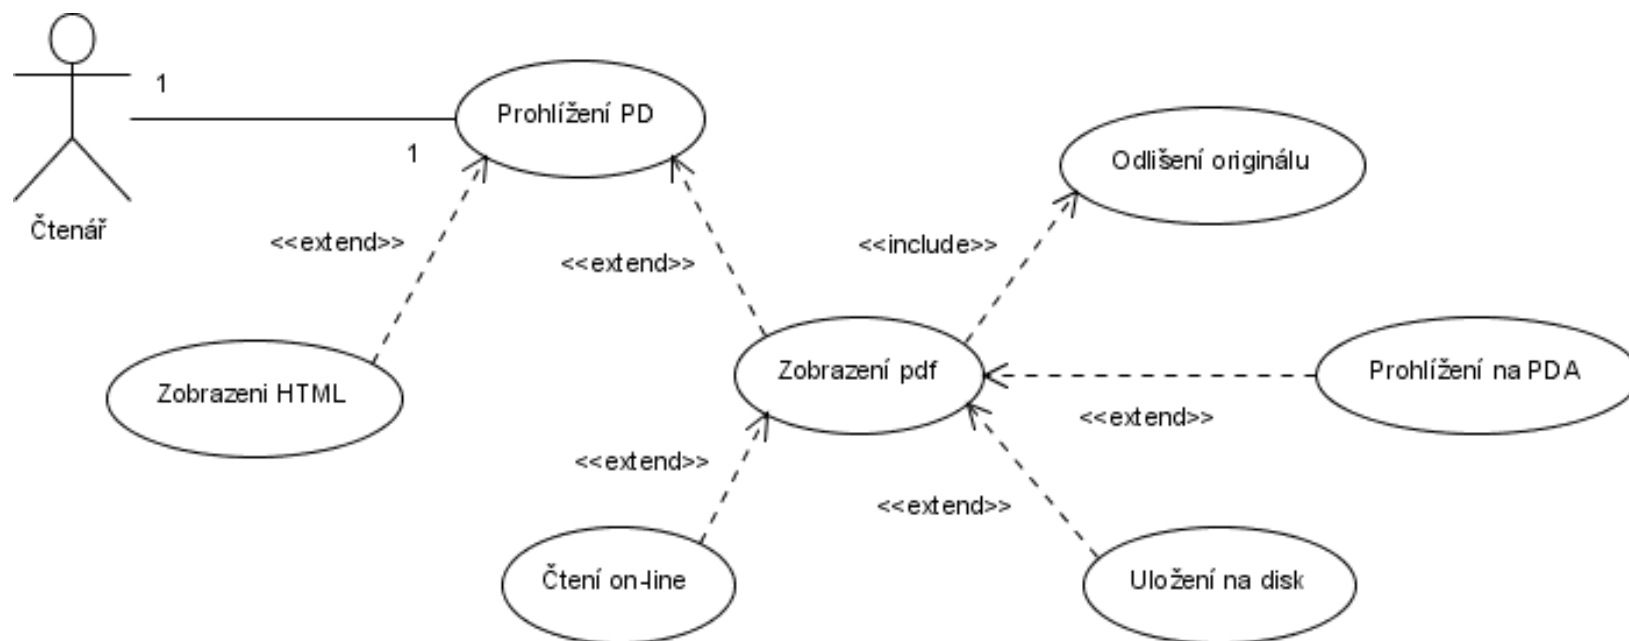 1
Prohlížení PD
1
Odlišení originálu
Čtenář
<<extend>>
<<extend>>
<<include>>
Zobrazeni HTML
Zobrazení pdf
Prohlížení na PDA
<<extend>>
<<extend>>
<<extend>>
Čtení on-line
Uložení na disk